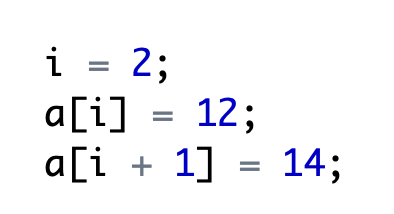 i = 2;
a[i] = 12;
a[i + 1] = 14;